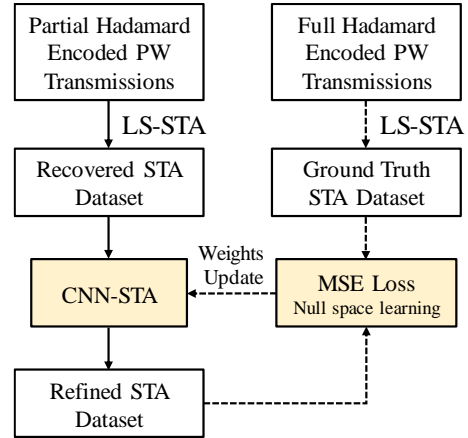 Partial Hadamard
Encoded PW
Transmissions
Full Hadamard
Encoded PW
Transmissions
LS-STA
LS-STA
Recovered STA
Dataset
Ground Truth
STA Dataset
Weights
Update
CNN-STA
MSE Loss
Null space learning
Refined STA
Dataset